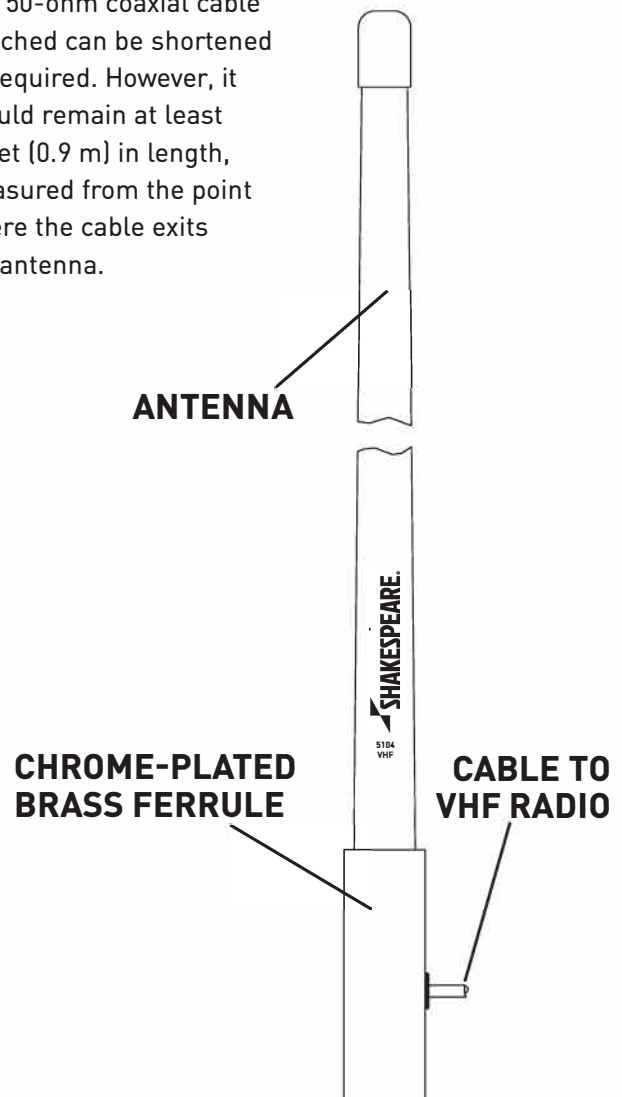 50-ohm coaxial cable
ched can be shortened
equired. However, it
uld remain at least
et (0.9 m) in length,
asured from the point
ere the cable exits
antenna.
ANTENNA
SHAKESPEARE®
5104
VHF
CHROME-PLATED
BRASS FERRULE
CABLE TO
VHF RADIO